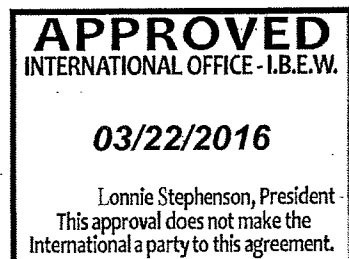 APPROVED
INTERNATIONAL OFFICE - I.B.E.W.
03/22/2016
Lonnie Stephenson, President
This approval does not make the
International a party to this agreement.